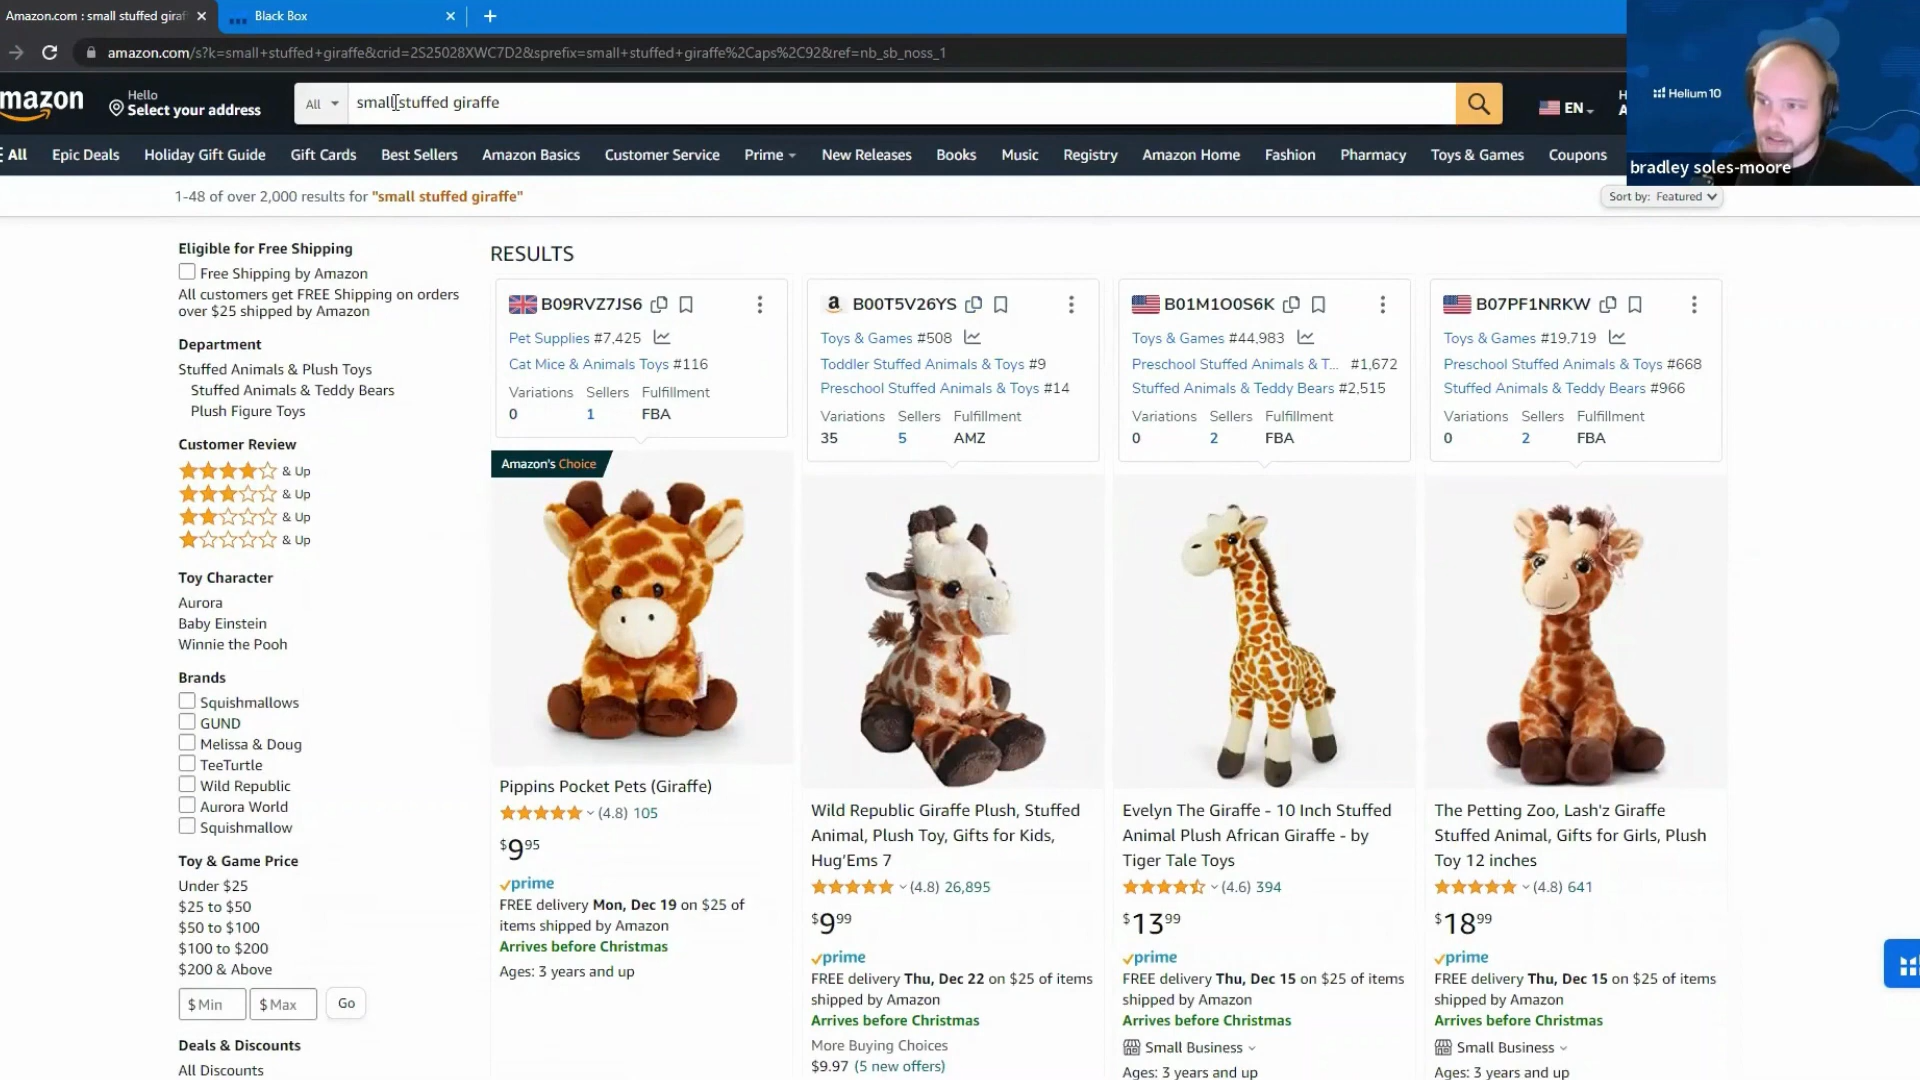 Amazon.com : small stuffed giraf
Black Box
amazon.com/s?k=small+stuffed+giraffe&crid=2S25028XWC7D2&sprefix=small+stuffed+giraffe%2Caps%2C92&ref=nb_sb_noss_1
mazon
Hello
Select your address
All
small stuffed giraffe
EN
H
A
Helium 10
bradley soles-moore
All
Epic Deals
Holiday Gift Guide
Gift Cards
Best Sellers
Amazon Basics
Customer Service
Prime
New Releases
Books
Music
Registry
Amazon Home
Fashion
Pharmacy
Toys & Games
Coupons
1-48 of over 2,000 results for "small stuffed giraffe"
Sort by: Featured
Eligible for Free Shipping
Free Shipping by Amazon
All customers get FREE Shipping on orders
over $25 shipped by Amazon
Department
Stuffed Animals & Plush Toys
Stuffed Animals & Teddy Bears
Plush Figure Toys
Customer Review
& Up
& Up
& Up
& Up
Toy Character
Aurora
Baby Einstein
Winnie the Pooh
Brands
Squishmallows
GUND
Melissa & Doug
TeeTurtle
Wild Republic
Aurora World
Squishmallow
Toy & Game Price
Under $25
$25 to $50
$50 to $100
$100 to $200
$200 & Above
$ Min
$ Max
Go
Deals & Discounts
All Discounts
RESULTS
B09RVZ7JS6
Pet Supplies #7,425
Cat Mice & Animals Toys #116
Variations Sellers Fulfillment
0 1 FBA
Amazon's Choice
Pippins Pocket Pets (Giraffe)
(4.8) 105
$9 95
prime
FREE delivery Mon, Dec 19 on $25 of
items shipped by Amazon
Arrives before Christmas
Ages: 3 years and up
a B00T5V26YS
Toys & Games #508
Toddler Stuffed Animals & Toys #9
Preschool Stuffed Animals & Toys #14
Variations Sellers Fulfillment
35 5 AMZ
Wild Republic Giraffe Plush, Stuffed
Animal, Plush Toy, Gifts for Kids,
Hug'Ems 7
(4.8) 26,895
$9 99
prime
FREE delivery Thu, Dec 22 on $25 of items
shipped by Amazon
Arrives before Christmas
More Buying Choices
$9.97 (5 new offers)
B01M1O0S6K
Toys & Games #44,983
Preschool Stuffed Animals & T... #1,672
Stuffed Animals & Teddy Bears #2,515
Variations Sellers Fulfillment
0 2 FBA
Evelyn The Giraffe - 10 Inch Stuffed
Animal Plush African Giraffe - by
Tiger Tale Toys
(4.6) 394
$13 99
prime
FREE delivery Thu, Dec 15 on $25 of items
shipped by Amazon
Arrives before Christmas
Small Business
Ages: 3 years and up
B07PF1NRKW
Toys & Games #19,719
Preschool Stuffed Animals & Toys #668
Stuffed Animals & Teddy Bears #966
Variations Sellers Fulfillment
0 2 FBA
The Petting Zoo, Lash'z Giraffe
Stuffed Animal, Gifts for Girls, Plush
Toy 12 inches
(4.8) 641
$18 99
prime
FREE delivery Thu, Dec 15 on $25 of items
shipped by Amazon
Arrives before Christmas
Small Business
Ages: 3 years and up